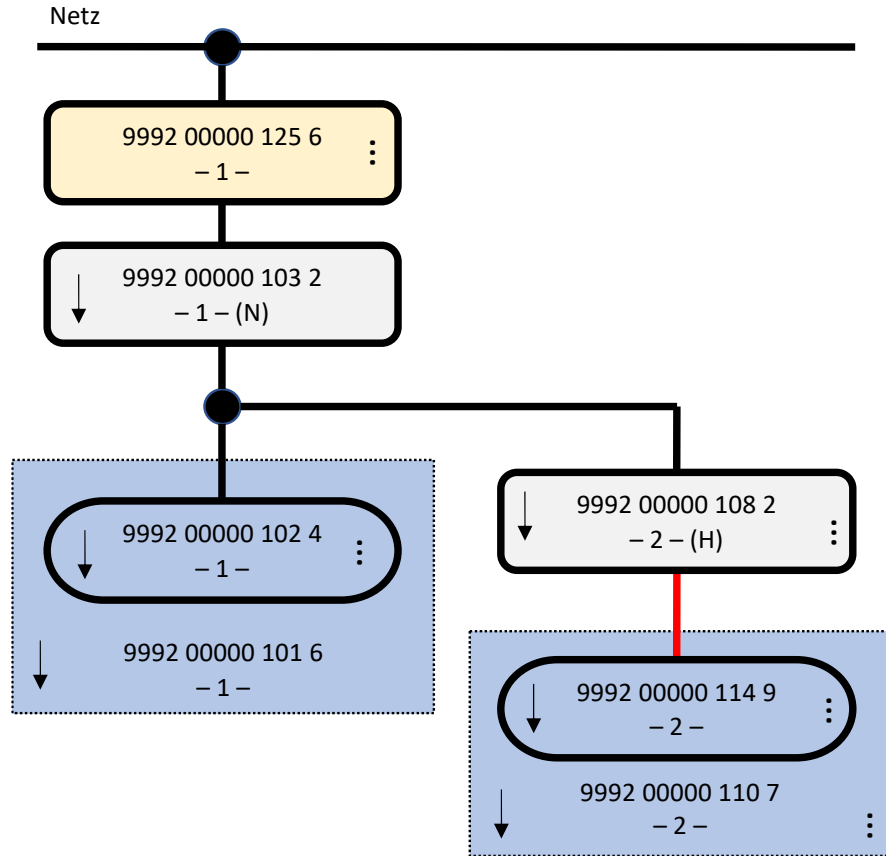 Netz
9992 00000 125 6
– 1 –
9992 00000 103 2
– 1 – (N)
9992 00000 102 4
– 1 –
9992 00000 101 6
– 1 –
9992 00000 108 2
– 2 – (H)
9992 00000 114 9
– 2 –
9992 00000 110 7
– 2 –